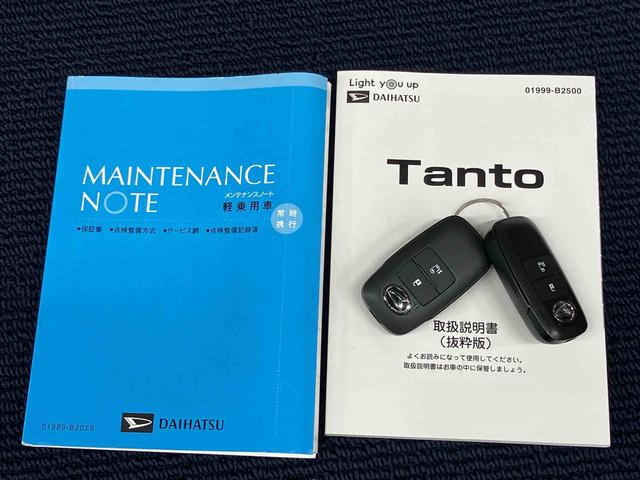 MAINTENANCE
NOTE
メンテナンスノート
軽乗用車
常時
携行
•保証書 •点検整備方式 •サービス網 •点検整備記録簿
01989-B2029
DAIHATSU
Light you up
DAIHATSU
01999-B2500
Tanto
取扱説明書
（抜粋版）
よくお読みになって使用してください。
取扱説明書はお車の中に保管しましょう。